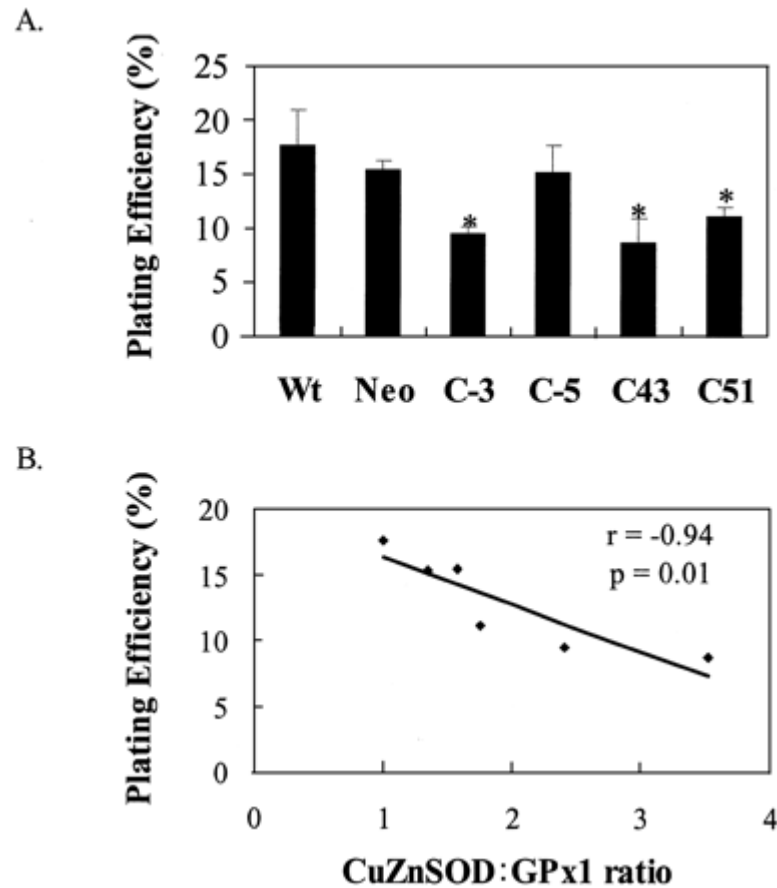 A.
Plating Efficiency (%)
25
20
15
10
5
0
* * *
Wt Neo C-3 C-5 C43 C51
B.
Plating Efficiency (%)
20
15
10
5
0
r = -0.94
p = 0.01
0 1 2 3 4
CuZnSOD:GPx1 ratio